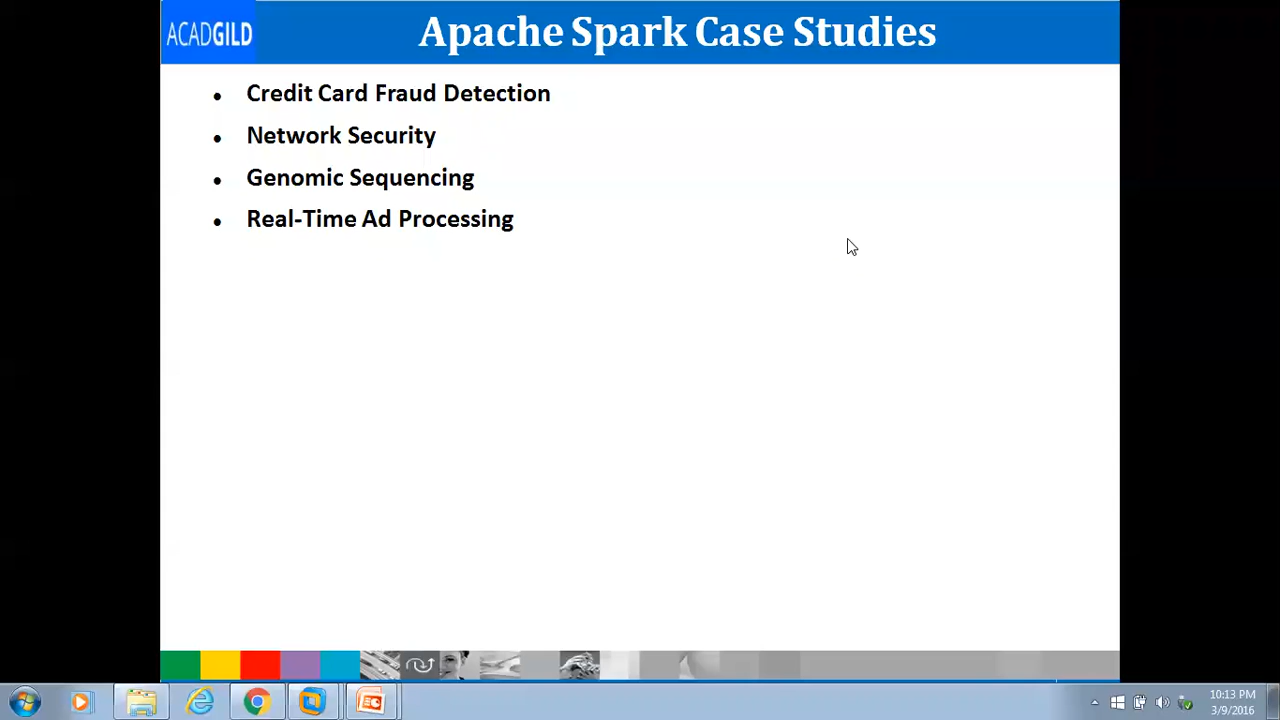 ACADGILD
Apache Spark Case Studies
Credit Card Fraud Detection
Network Security
Genomic Sequencing
Real-Time Ad Processing
10:13 PM
3/9/2016